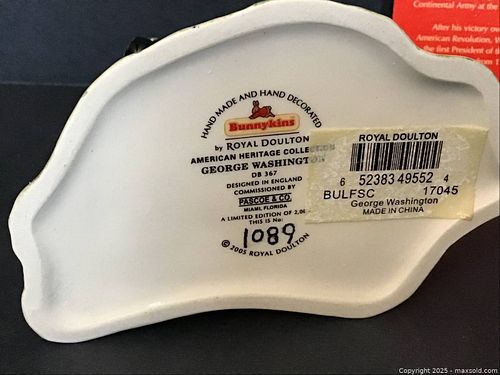 Continental Army at the
After his victory ov
American Revolution, W
the first President of th
from 1
HAND MADE AND HAND DECORATED
Bunnykins
by ROYAL DOULTON
AMERICAN HERITAGE COLLE
GEORGE WASHINGTO
DB 367
DESIGNED IN ENGLAND
COMMISSIONED BY
PASCOE & CO.
MIAMI, FLORIDA
A LIMITED EDITION OF 2,0
THIS IS No:
1089
© 2005 ROYAL DOULTON
ROYAL DOULTON
6 52383 49552 4
BULFSC 17045
George Washington
MADE IN CHINA
Copyright 2025 - maxsold.com